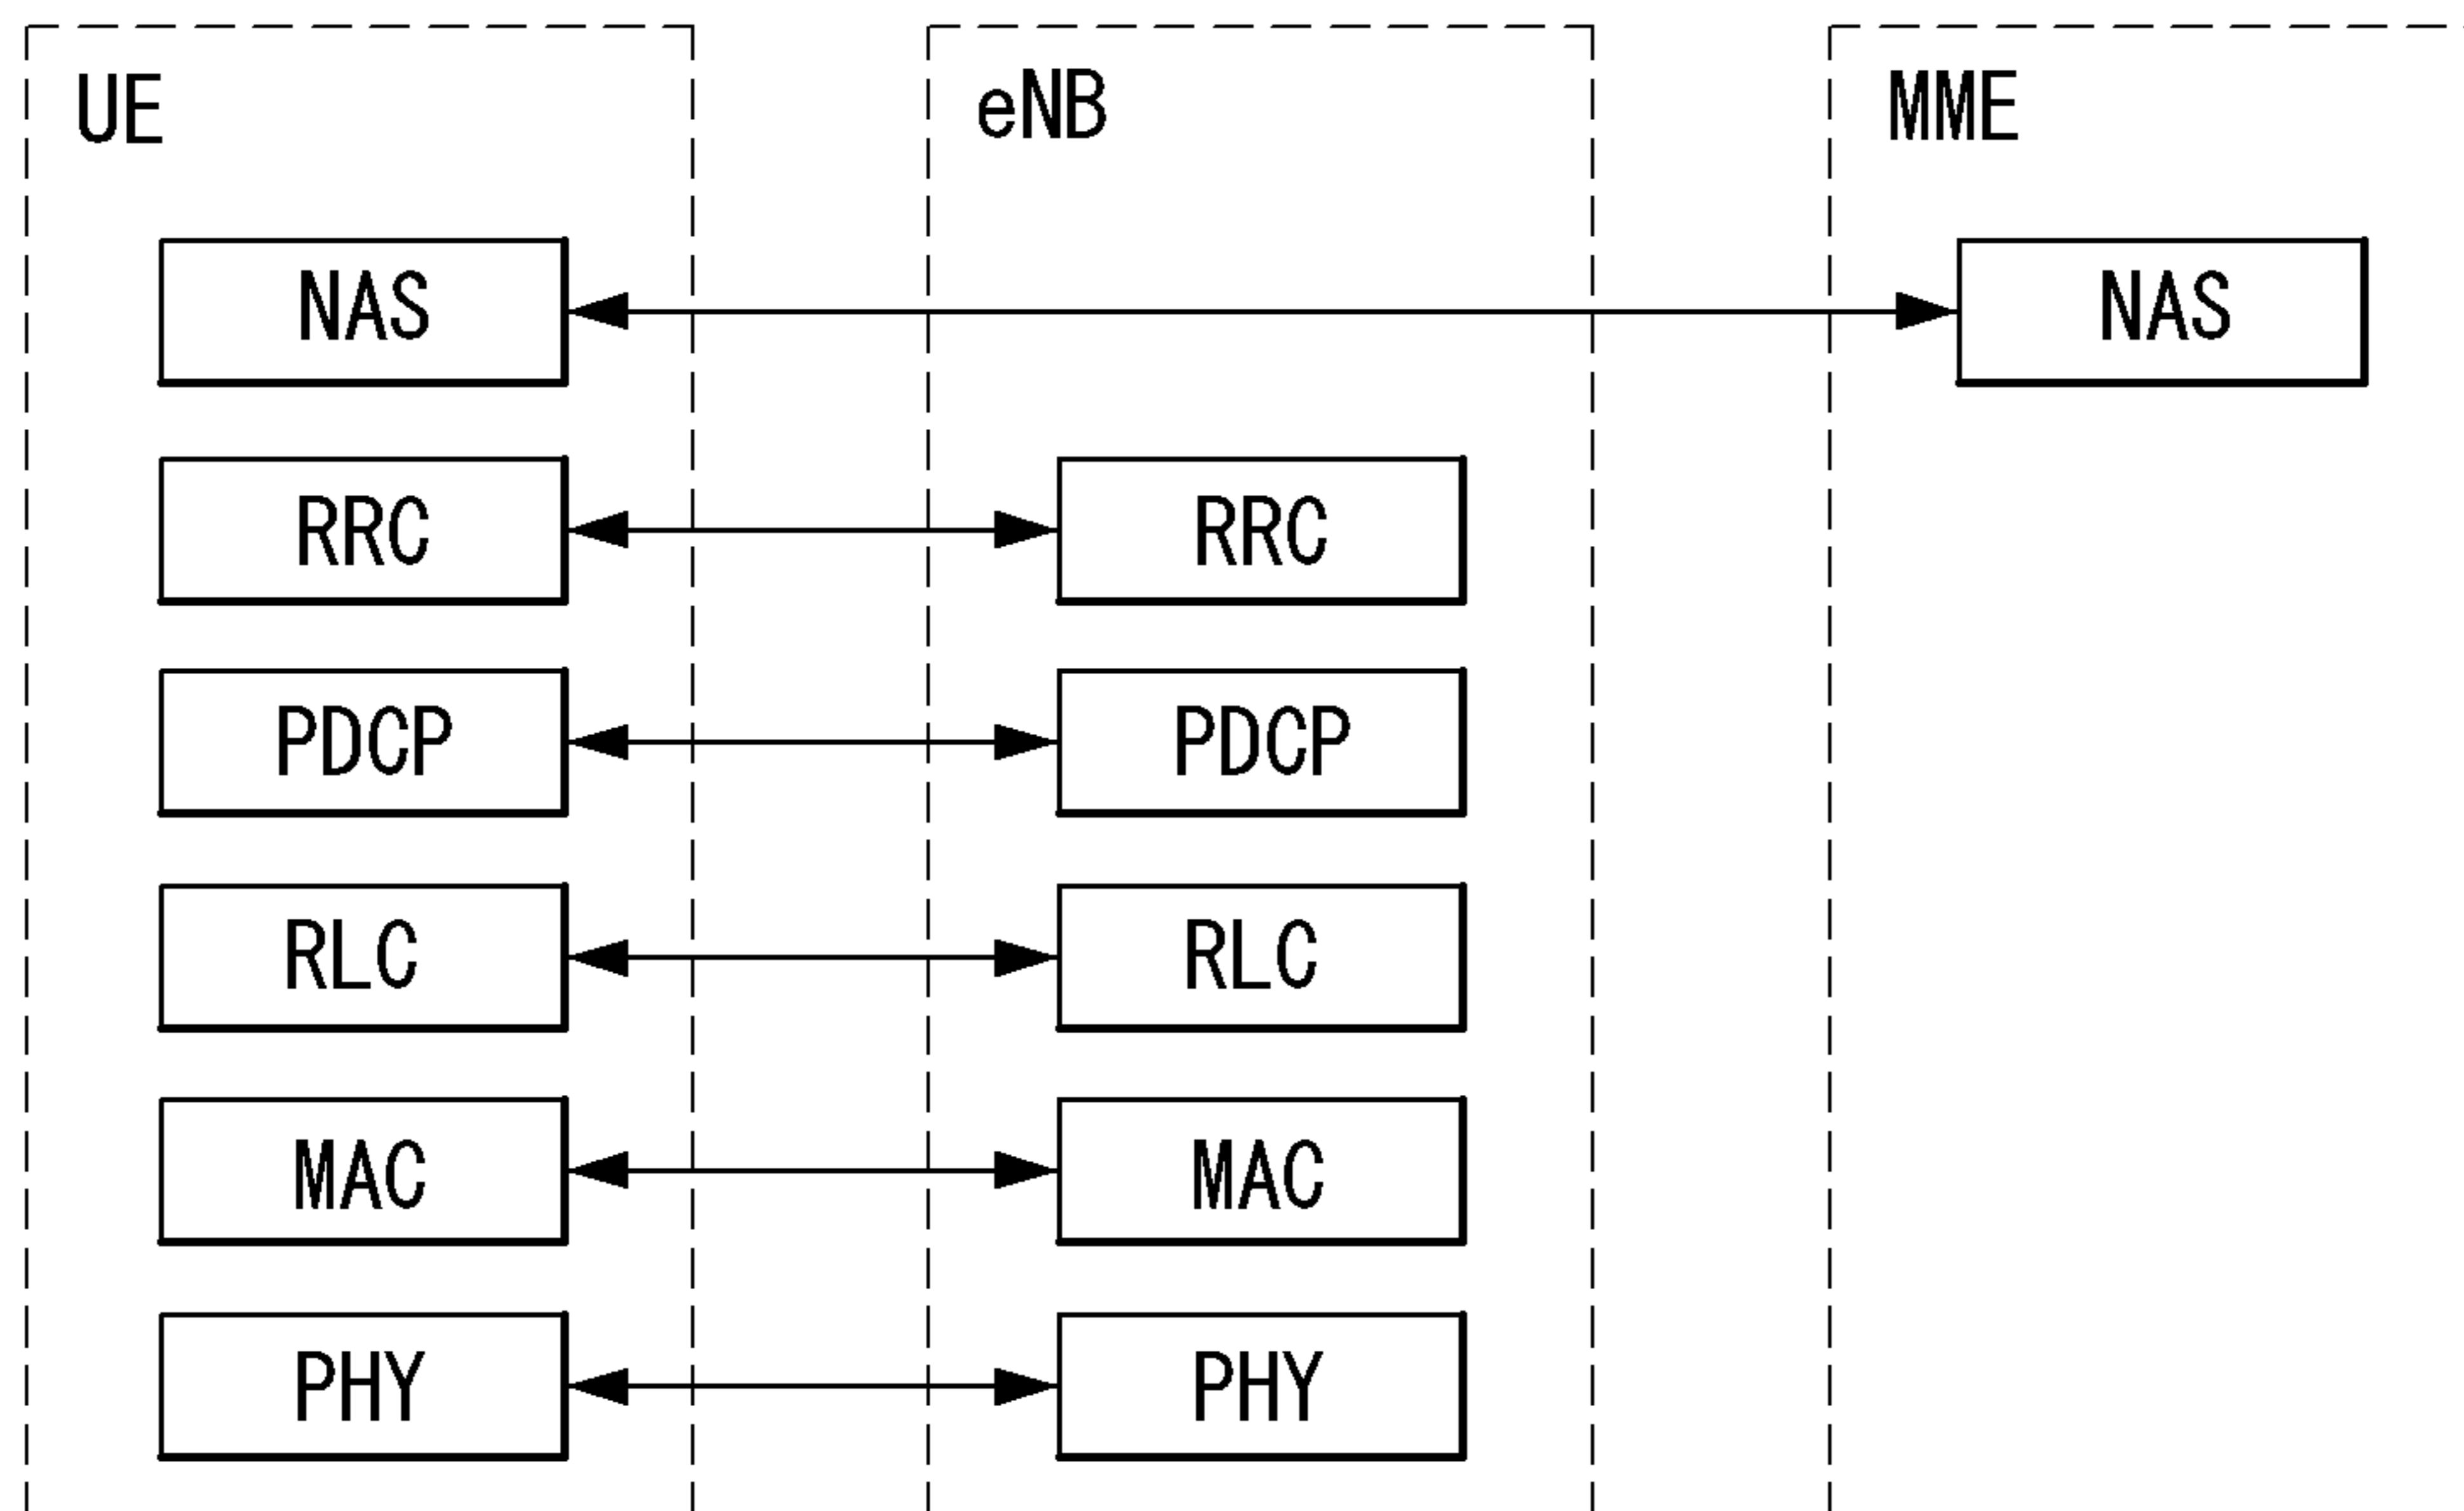 UE eNB MME
NAS NAS
RRC RRC
PDCP PDCP
RLC RLC
MAC MAC
PHY PHY